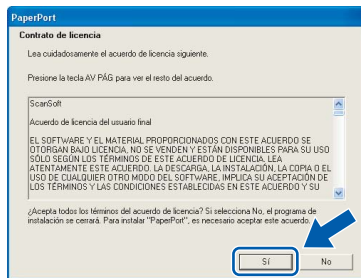 PaperPort
Contrato de licencia
Lea cuidadosamente el acuerdo de licencia siguiente.
Presione la tecla AV PÁG para ver el resto del acuerdo.
ScanSoft
Acuerdo de licencia del usuario final
EL SOFTWARE Y EL MATERIAL PROPORCIONADOS CON ESTE ACUERDO SE
OTORGAN BAJO LICENCIA, NO SE VENDEN Y ESTÁN DISPONIBLES PARA SU USO
SÓLO SEGÚN LOS TÉRMINOS DE ESTE ACUERDO DE LICENCIA. LEA
ATENTAMENTE ESTE ACUERDO. LA DESCARGA, LA INSTALACIÓN, LA COPIA O EL
USO DE CUALQUIER OTRO MODO DEL SOFTWARE, IMPLICA SU ACEPTACIÓN DE
LOS TÉRMINOS Y LAS CONDICIONES ESTABLECIDAS EN ESTE ACUERDO Y SU
¿Acepta todos los términos del acuerdo de licencia? Si selecciona No, el programa de
instalación se cerrará. Para instalar "PaperPort", es necesario aceptar este acuerdo.
Sí
No